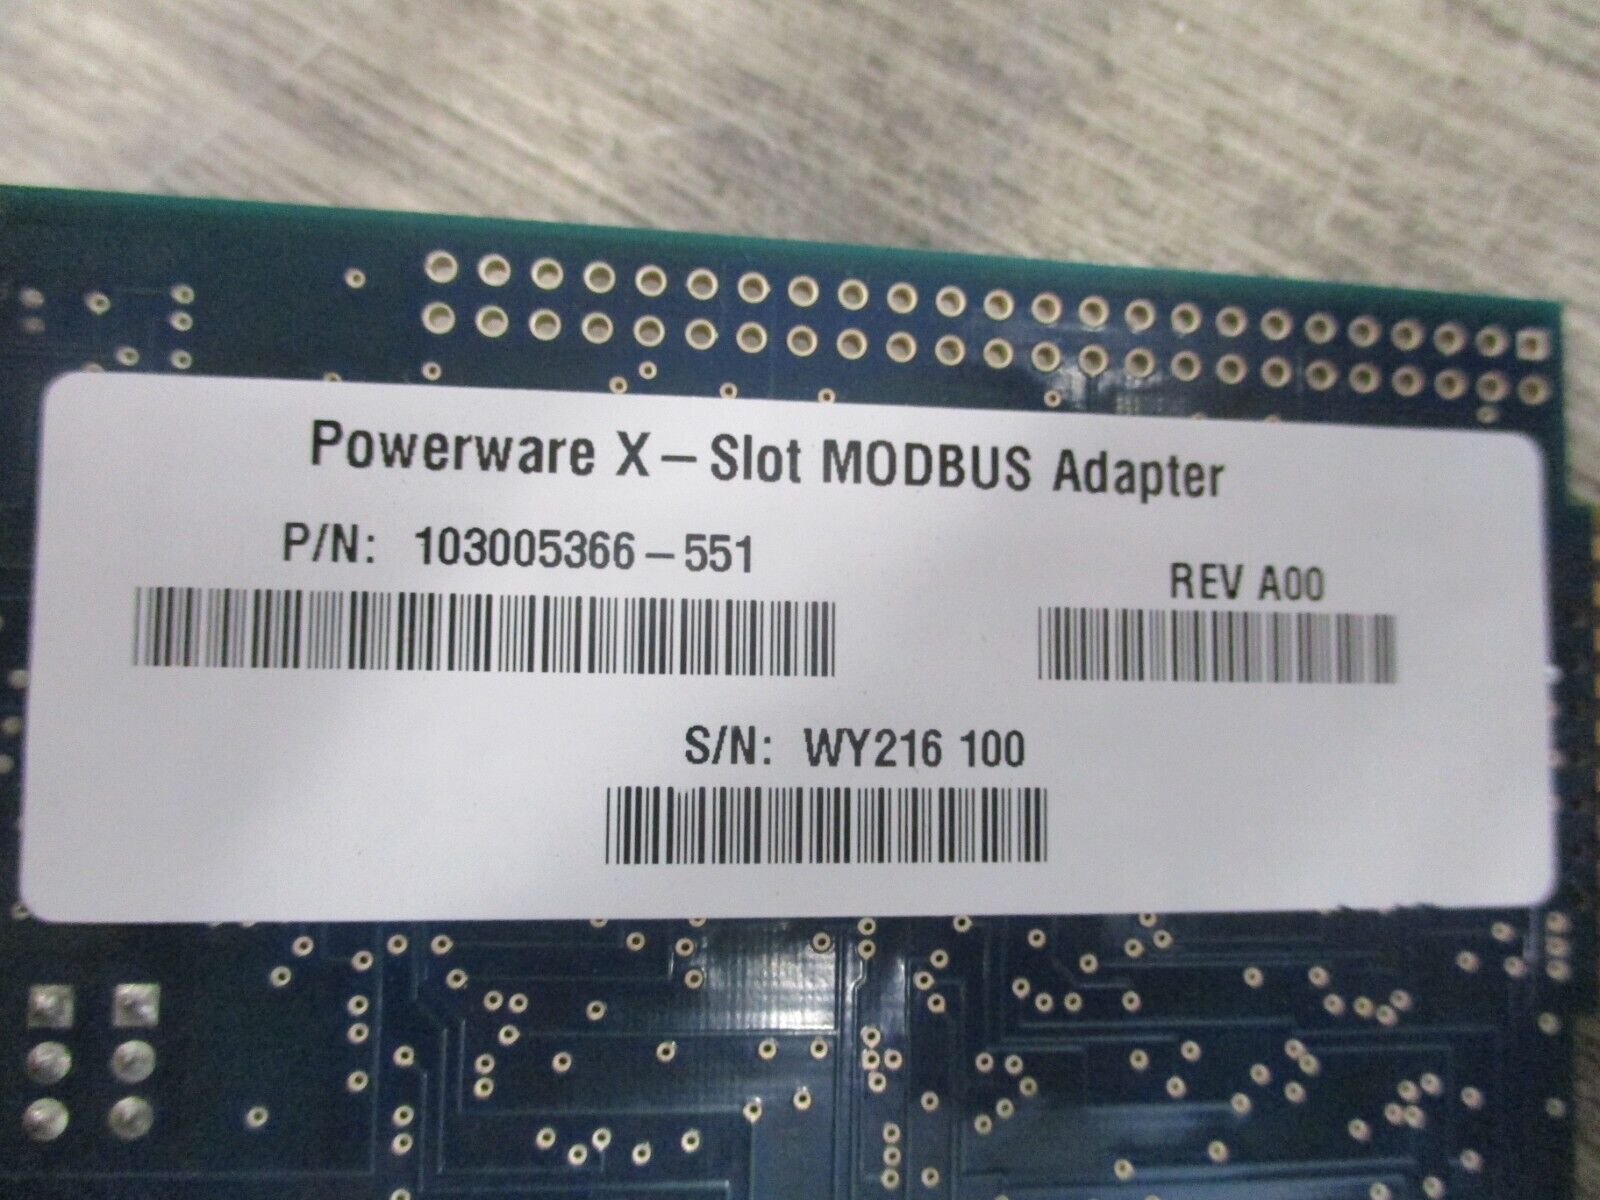 Powerware X-Slot MODBUS Adapter
P/N: 103005366-551
REV A00
S/N: WY216 100